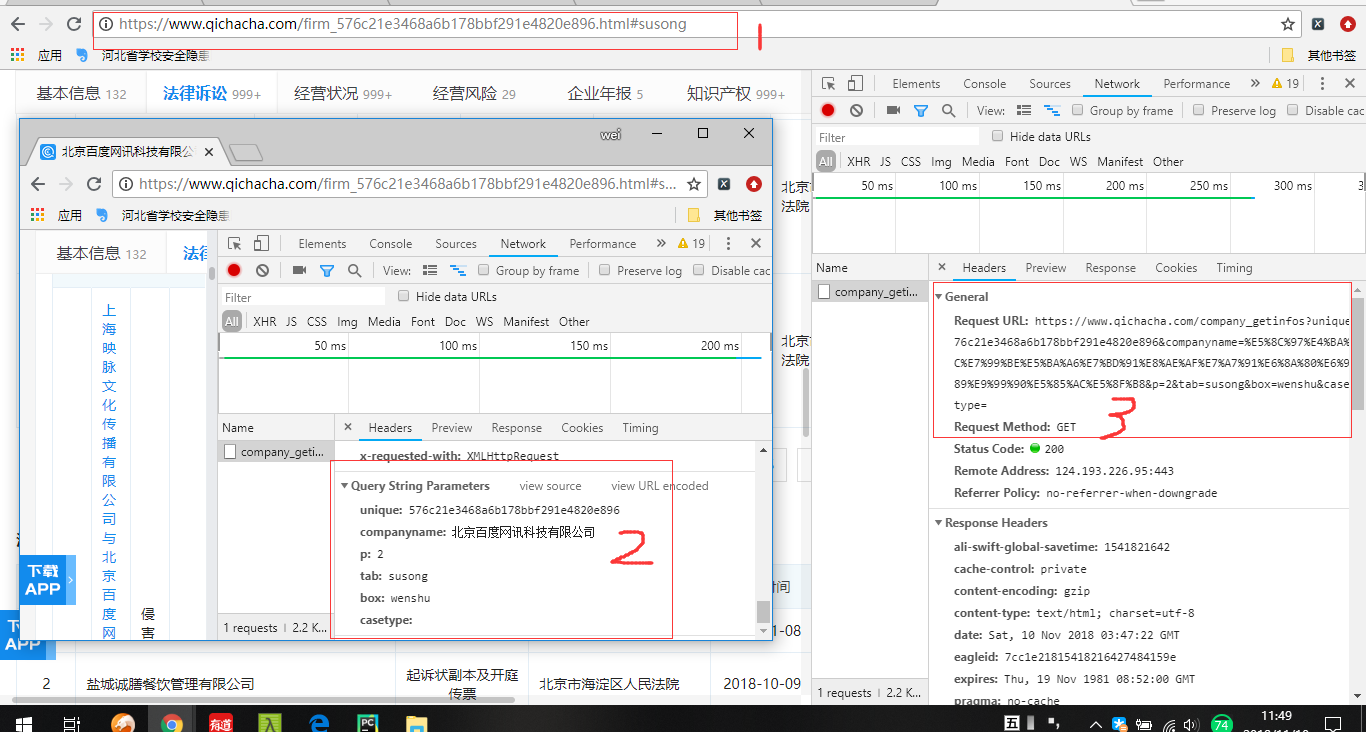 https://www.qichacha.com/firm_576c21e3468a6b178bbf291e4820e896.html#susong
1
应用 河北省学校安全隐患 其他书签
基本信息 132 法律诉讼 999+ 经营状况 999+ 经营风险 29 企业年报 5 知识产权 999+
wei
北京百度网讯科技有限公
https://www.qichacha.com/firm_576c21e3468a6b178bbf291e4820e896.html#s...
应用 河北省学校安全隐患 其他书签
基本信息 132
Elements Console Sources Network Performance » 19
View: Group by frame Preserve log Disable cac
Filter Hide data URLs
All XHR JS CSS Img Media Font Doc WS Manifest Other
50 ms 100 ms 150 ms 200 ms
Name × Headers Preview Response Cookies Timing
company_geti...
x-requested-with: XMLHttpRequest
Query String Parameters view source view URL encoded
unique: 576c21e3468a6b178bbf291e4820e896
companyname: 北京百度网讯科技有限公司
p: 2
tab: susong
box: wenshu
casetype:
2
1 requests | 2.2 K...
上海映脉文化传播有限公司与北京百度网
侵害
下载
APP
APP
北京
法院
北京
法院
时间
1-08
2 盐城诚膳餐饮管理有限公司 起诉状副本及开庭传票 北京市海淀区人民法院 2018-10-09
Elements Console Sources Network Performance » 19
View: Group by frame Preserve log Disable cac
Filter Hide data URLs
All XHR JS CSS Img Media Font Doc WS Manifest Other
50 ms 100 ms 150 ms 200 ms 250 ms 300 ms
Name × Headers Preview Response Cookies Timing
company_geti...
General
Request URL: https://www.qichacha.com/company_getinfos?unique
76c21e3468a6b178bbf291e4820e896&companyname=%E5%8C%97%E4%BA%
C%E7%99%BE%E5%BA%A6%E7%BD%91%E8%AE%AF%E7%A7%91%E6%8A%80%E6%9
89%E9%99%90%E5%85%AC%E5%8F%B8&p=2&tab=susong&box=wenshu&case
type=
3
Request Method: GET
Status Code: 200
Remote Address: 124.193.226.95:443
Referrer Policy: no-referrer-when-downgrade
Response Headers
ali-swift-global-savetime: 1541821642
cache-control: private
content-encoding: gzip
content-type: text/html; charset=utf-8
date: Sat, 10 Nov 2018 03:47:22 GMT
eagleid: 7cc1e21815418216427484159e
expires: Thu, 19 Nov 1981 08:52:00 GMT
pragma: no-cache
1 requests | 2.2 K...
有道
PC
五
74
11:49